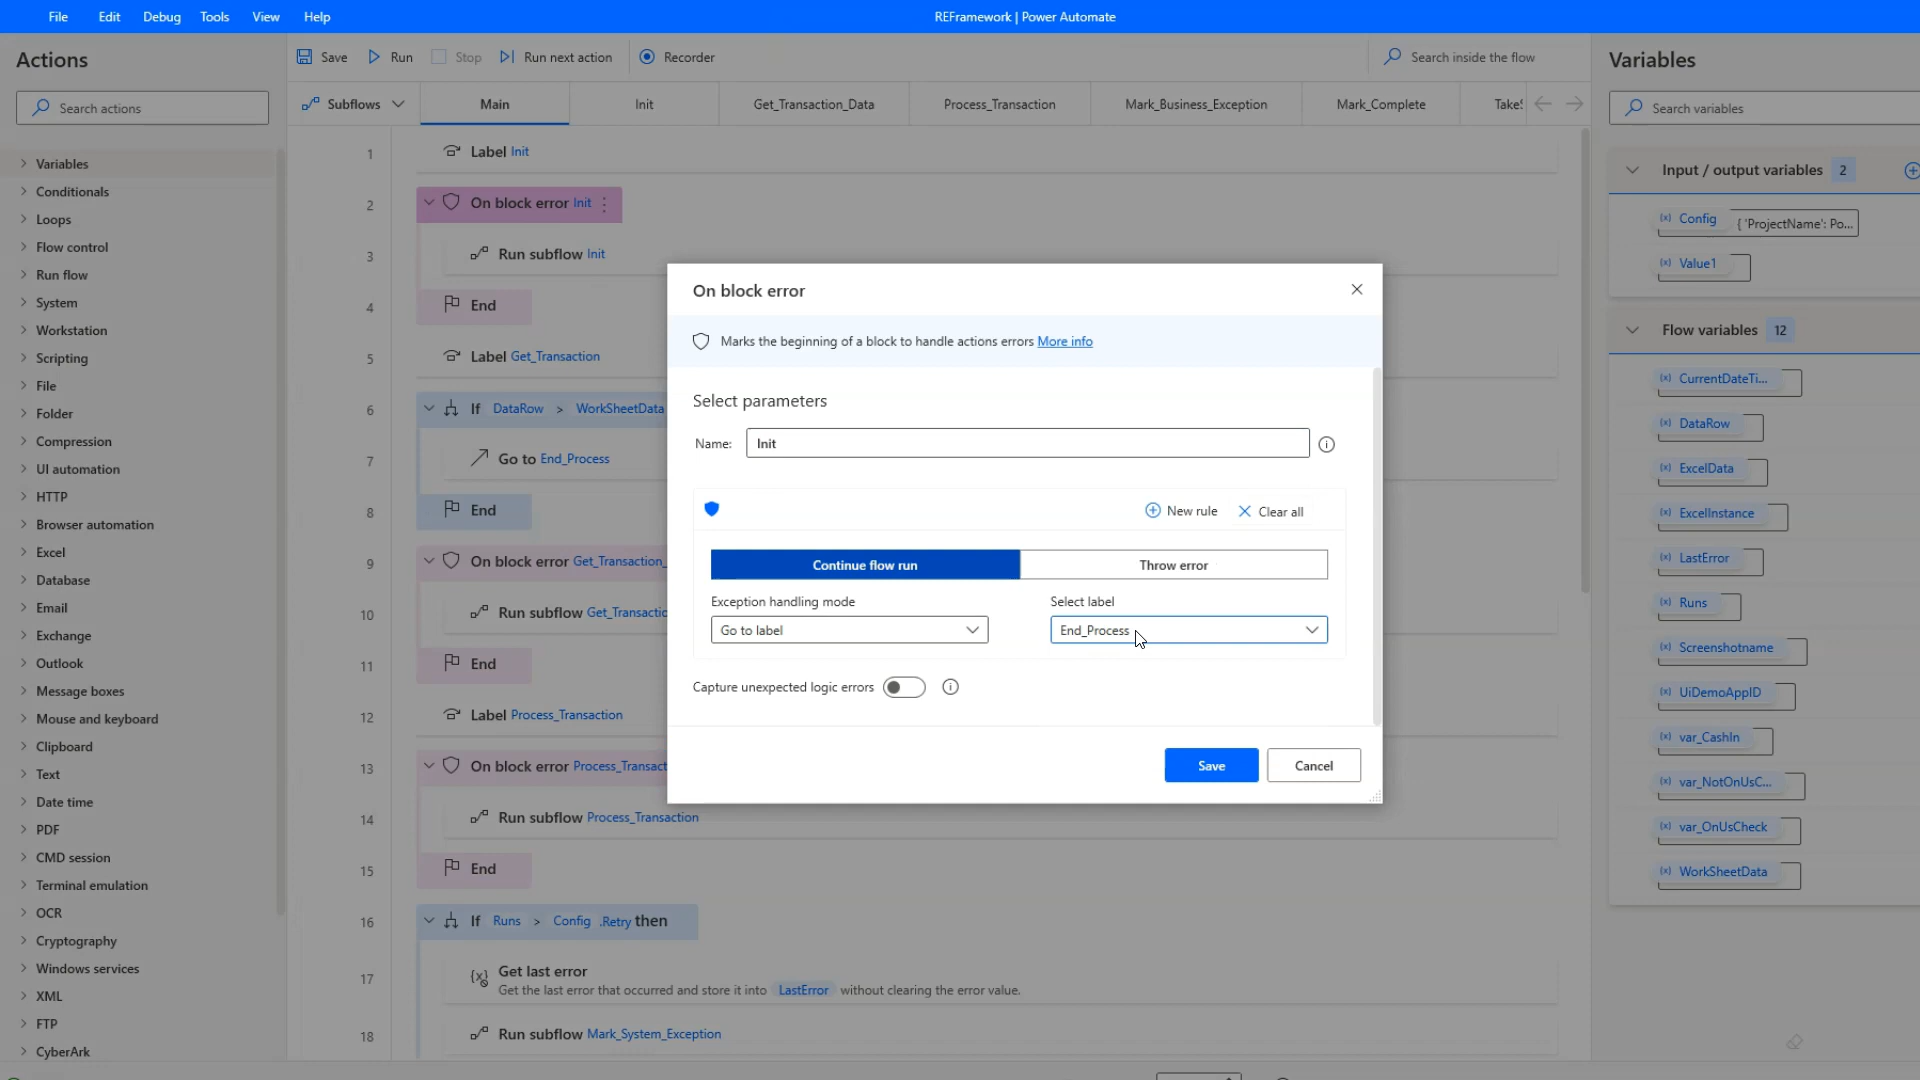 File Edit Debug Tools View Help REFramework | Power Automate
Actions
Search actions
Variables
Conditionals
Loops
Flow control
Run flow
System
Workstation
Scripting
File
Folder
Compression
UI automation
HTTP
Browser automation
Excel
Database
Email
Exchange
Outlook
Message boxes
Mouse and keyboard
Clipboard
Text
Date time
PDF
CMD session
Terminal emulation
OCR
Cryptography
Windows services
XML
FTP
CyberArk
Save Run Stop Run next action Recorder Search inside the flow
Subflows Main Init Get_Transaction_Data Process_Transaction Mark_Business_Exception Mark_Complete Take
1 Label Init
2 On block error Init
3 Run subflow Init
4 End
5 Label Get_Transaction
6 If DataRow > WorkSheetData
7 Go to End_Process
8 End
9 On block error Get_Transaction_
10 Run subflow Get_Transactio
11 End
12 Label Process_Transaction
13 On block error Process_Transact
14 Run subflow Process_Transaction
15 End
16 If Runs > Config .Retry then
17 Get last error
Get the last error that occurred and store it into LastError without clearing the error value.
18 Run subflow Mark_System_Exception
On block error
Marks the beginning of a block to handle actions errors More info
Select parameters
Name: Init
New rule Clear all
Continue flow run Throw error
Exception handling mode Select label
Go to label End_Process
Capture unexpected logic errors
Save Cancel
Variables
Search variables
Input / output variables 2
Config { 'ProjectName': Po...
Value1
Flow variables 12
CurrentDateTi...
DataRow
ExcelData
ExcelInstance
LastError
Runs
Screenshotname
UiDemoAppID
var_CashIn
var_NotOnUsC...
var_OnUsCheck
WorkSheetData